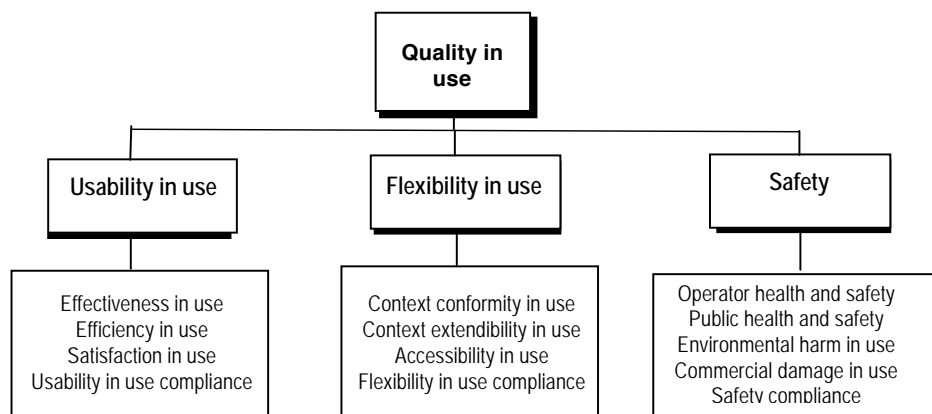 Quality in
use
Usability in use
Flexibility in use
Safety
Effectiveness in use
Efficiency in use
Satisfaction in use
Usability in use compliance
Context conformity in use
Context extendibility in use
Accessibility in use
Flexibility in use compliance
Operator health and safety
Public health and safety
Environmental harm in use
Commercial damage in use
Safety compliance